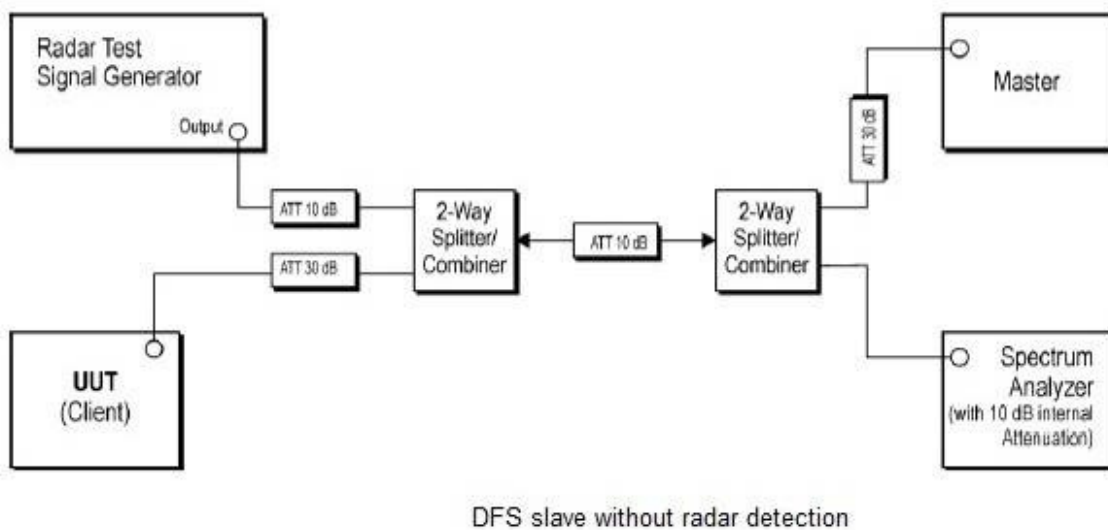 Radar Test
Signal Generator
Output
ATT 10 dB
ATT 30 dB
2-Way
Splitter/
Combiner
ATT 10 dB
2-Way
Splitter/
Combiner
ATT 30 dB
Master
UUT
(Client)
Spectrum
Analyzer
(with 10 dB internal
Attenuation)
DFS slave without radar detection